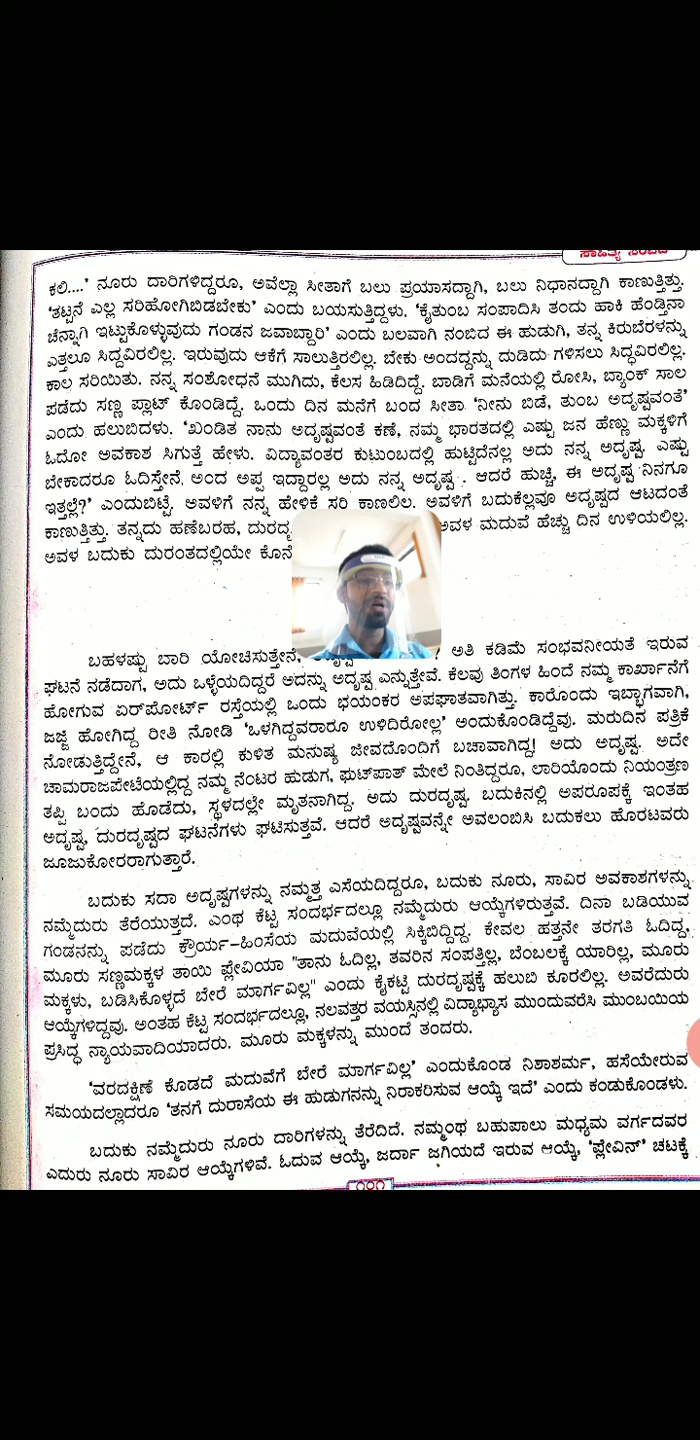 ಸಾಹಿತ್ಯ ಸಂಪದ
ಕಲಿ....' ನೂರು ದಾರಿಗಳಿದ್ದರೂ, ಅವೆಲ್ಲಾ ಸೀತಾಗೆ ಬಲು ಪ್ರಯಾಸದ್ದಾಗಿ, ಬಲು ನಿಧಾನದ್ದಾಗಿ ಕಾಣುತ್ತಿತ್ತು.
'ತಟ್ಟನೆ ಎಲ್ಲ ಸರಿಹೋಗಿಬಿಡಬೇಕು' ಎಂದು ಬಯಸುತ್ತಿದ್ದಳು. 'ಕೈತುಂಬ ಸಂಪಾದಿಸಿ ತಂದು ಹಾಕಿ ಹೆಂಡ್ತಿನಾ
ಚೆನ್ನಾಗಿ ಇಟ್ಟುಕೊಳ್ಳುವುದು ಗಂಡನ ಜವಾಬ್ದಾರಿ' ಎಂದು ಬಲವಾಗಿ ನಂಬಿದ ಈ ಹುಡುಗಿ, ತನ್ನ ಕಿರುಬೆರಳನ್ನು
ಎತ್ತಲೂ ಸಿದ್ದವಿರಲಿಲ್ಲ. ಇರುವುದು ಆಕೆಗೆ ಸಾಲುತ್ತಿರಲಿಲ್ಲ. ಬೇಕು ಅಂದದ್ದನ್ನು ದುಡಿದು ಗಳಿಸಲು ಸಿದ್ಧವಿರಲಿಲ್ಲ.
ಕಾಲ ಸರಿಯಿತು. ನನ್ನ ಸಂಶೋಧನೆ ಮುಗಿದು, ಕೆಲಸ ಹಿಡಿದಿದ್ದೆ. ಬಾಡಿಗೆ ಮನೆಯಲ್ಲಿ ರೋಸಿ, ಬ್ಯಾಂಕ್ ಸಾಲ
ಪಡೆದು ಸಣ್ಣ ಪ್ಲಾಟ್ ಕೊಂಡಿದ್ದೆ. ಒಂದು ದಿನ ಮನೆಗೆ ಬಂದ ಸೀತಾ 'ನೀನು ಬಿಡೆ, ತುಂಬ ಅದೃಷ್ಟವಂತೆ'
ಎಂದು ಹಲುಬಿದಳು. 'ಖಂಡಿತ ನಾನು ಅದೃಷ್ಟವಂತೆ ಕಣೆ, ನಮ್ಮ ಭಾರತದಲ್ಲಿ ಎಷ್ಟು ಜನ ಹೆಣ್ಣು ಮಕ್ಕಳಿಗೆ
ಓದೋ ಅವಕಾಶ ಸಿಗುತ್ತೆ ಹೇಳು. ವಿದ್ಯಾವಂತರ ಕುಟುಂಬದಲ್ಲಿ ಹುಟ್ಟಿದೆನಲ್ಲ ಅದು ನನ್ನ ಅದೃಷ್ಟ. ಎಷ್ಟು
ಬೇಕಾದರೂ ಓದಿಸ್ತೇನೆ, ಅಂದ ಅಪ್ಪ ಇದ್ದಾರಲ್ಲ ಅದು ನನ್ನ ಅದೃಷ್ಟ. ಆದರೆ ಹುಚ್ಚಿ, ಈ ಅದೃಷ್ಟ ನಿನಗೂ
ಇತ್ತಲ್ಲೆ?' ಎಂದುಬಿಟ್ಟೆ. ಅವಳಿಗೆ ನನ್ನ ಹೇಳಿಕೆ ಸರಿ ಕಾಣಲಿಲ್ಲ. ಅವಳಿಗೆ ಬದುಕೆಲ್ಲವೂ ಅದೃಷ್ಟದ ಆಟದಂತೆ
ಕಾಣುತ್ತಿತ್ತು. ತನ್ನದು ಹಣೆಬರಹ, ಅವಳ ಮದುವೆ ಹೆಚ್ಚು ದಿನ ಉಳಿಯಲಿಲ್ಲ.
ಅವಳ ಬದುಕು ದುರಂತದಲ್ಲಿಯೇ
ಬಹಳಷ್ಟು ಬಾರಿ ಯೋಚಿಸುತ್ತೇನೆ, ಅತಿ ಕಡಿಮೆ ಸಂಭವನೀಯತೆ ಇರುವ
ಘಟನೆ ನಡೆದಾಗ, ಅದು ಒಳ್ಳೆಯದಿದ್ದರೆ ಅದನ್ನು ಅದೃಷ್ಟ ಎನ್ನುತ್ತೇವೆ. ಕೆಲವು ತಿಂಗಳ ಹಿಂದೆ ನಮ್ಮ ಕಾರ್ಖಾನೆಗೆ
ಹೋಗುವ ಏರ್‌ಪೋರ್ಟ್ ರಸ್ತೆಯಲ್ಲಿ ಒಂದು ಭಯಂಕರ ಅಪಘಾತವಾಗಿತ್ತು. ಕಾರೊಂದು ಇಬ್ಭಾಗವಾಗಿ,
ಜಜ್ಜಿ ಹೋಗಿದ್ದ ರೀತಿ ನೋಡಿ 'ಒಳಗಿದ್ದವರಾರೂ ಉಳಿದಿರೋಲ್ಲ' ಅಂದುಕೊಂಡಿದ್ದೆವು. ಮರುದಿನ ಪತ್ರಿಕೆ
ನೋಡುತ್ತಿದ್ದೇನೆ, ಆ ಕಾರಲ್ಲಿ ಕುಳಿತ ಮನುಷ್ಯ ಜೀವದೊಂದಿಗೆ ಬಚಾವಾಗಿದ್ದ! ಅದು ಅದೃಷ್ಟ. ಅದೇ
ಚಾಮರಾಜಪೇಟೆಯಲ್ಲಿದ್ದ ನಮ್ಮ ನೆಂಟರ ಹುಡುಗ, ಫುಟ್‌ಪಾತ್ ಮೇಲೆ ನಿಂತಿದ್ದರೂ, ಲಾರಿಯೊಂದು ನಿಯಂತ್ರಣ
ತಪ್ಪಿ ಬಂದು ಹೊಡೆದು, ಸ್ಥಳದಲ್ಲೇ ಮೃತನಾಗಿದ್ದ. ಅದು ದುರದೃಷ್ಟ. ಬದುಕಿನಲ್ಲಿ ಅಪರೂಪಕ್ಕೆ ಇಂತಹ
ಅದೃಷ್ಟ, ದುರದೃಷ್ಟದ ಘಟನೆಗಳು ಘಟಿಸುತ್ತವೆ. ಆದರೆ ಅದೃಷ್ಟವನ್ನೇ ಅವಲಂಬಿಸಿ ಬದುಕಲು ಹೊರಟವರು
ಜೂಜುಕೋರರಾಗುತ್ತಾರೆ.
ಬದುಕು ಸದಾ ಅದೃಷ್ಟಗಳನ್ನು ನಮ್ಮತ್ತ ಎಸೆಯದಿದ್ದರೂ, ಬದುಕು ನೂರು, ಸಾವಿರ ಅವಕಾಶಗಳನ್ನು
ನಮ್ಮೆದುರು ತೆರೆಯುತ್ತದೆ. ಎಂಥ ಕೆಟ್ಟ ಸಂದರ್ಭದಲ್ಲೂ ನಮ್ಮೆದುರು ಆಯ್ಕೆಗಳಿರುತ್ತವೆ. ದಿನಾ ಬಡಿಯುವ
ಗಂಡನನ್ನು ಪಡೆದು ಕ್ರೌರ್ಯ-ಹಿಂಸೆಯ ಮದುವೆಯಲ್ಲಿ ಸಿಕ್ಕಿಬಿದ್ದಿದ್ದ. ಕೇವಲ ಹತ್ತನೇ ತರಗತಿ ಓದಿದ್ದ,
ಮೂರು ಸಣ್ಣಮಕ್ಕಳ ತಾಯಿ ಫ್ಲೇವಿಯಾ "ತಾನು ಓದಿಲ್ಲ, ತವರಿನ ಸಂಪತ್ತಿಲ್ಲ, ಬೆಂಬಲಕ್ಕೆ ಯಾರಿಲ್ಲ, ಮೂರು
ಮಕ್ಕಳು, ಬಡಿಸಿಕೊಳ್ಳದೆ ಬೇರೆ ಮಾರ್ಗವಿಲ್ಲ" ಎಂದು ಕೈಕಟ್ಟಿ ದುರದೃಷ್ಟಕ್ಕೆ ಹಲುಬಿ ಕೂರಲಿಲ್ಲ. ಅವರೆದುರು
ಆಯ್ಕೆಗಳಿದ್ದವು. ಅಂತಹ ಕೆಟ್ಟ ಸಂದರ್ಭದಲ್ಲೂ, ನಲವತ್ತರ ವಯಸ್ಸಿನಲ್ಲಿ ವಿದ್ಯಾಭ್ಯಾಸ ಮುಂದುವರೆಸಿ ಮುಂಬಯಿಯ
ಪ್ರಸಿದ್ಧ ನ್ಯಾಯವಾದಿಯಾದರು. ಮೂರು ಮಕ್ಕಳನ್ನು ಮುಂದೆ ತಂದರು.
'ವರದಕ್ಷಿಣೆ ಕೊಡದೆ ಮದುವೆಗೆ ಬೇರೆ ಮಾರ್ಗವಿಲ್ಲ' ಎಂದುಕೊಂಡ ನಿಶಾಶರ್ಮ, ಹಸೆಯೇರುವ
ಸಮಯದಲ್ಲಾದರೂ 'ತನಗೆ ದುರಾಸೆಯ ಈ ಹುಡುಗನನ್ನು ನಿರಾಕರಿಸುವ ಆಯ್ಕೆ ಇದೆ' ಎಂದು ಕಂಡುಕೊಂಡಳು.
ಬದುಕು ನಮ್ಮೆದುರು ನೂರು ದಾರಿಗಳನ್ನು ತೆರೆದಿದೆ. ನಮ್ಮಂಥ ಬಹುಪಾಲು ಮಧ್ಯಮ ವರ್ಗದವರ
ಎದುರು ನೂರು ಸಾವಿರ ಆಯ್ಕೆಗಳಿವೆ. ಓದುವ ಆಯ್ಕೆ, ಜರ್ದಾ ಜಗಿಯದೆ ಇರುವ ಆಯ್ಕೆ, 'ಫ್ಲೇವಿನ್' ಚಟಕ್ಕೆ
೧೦೧